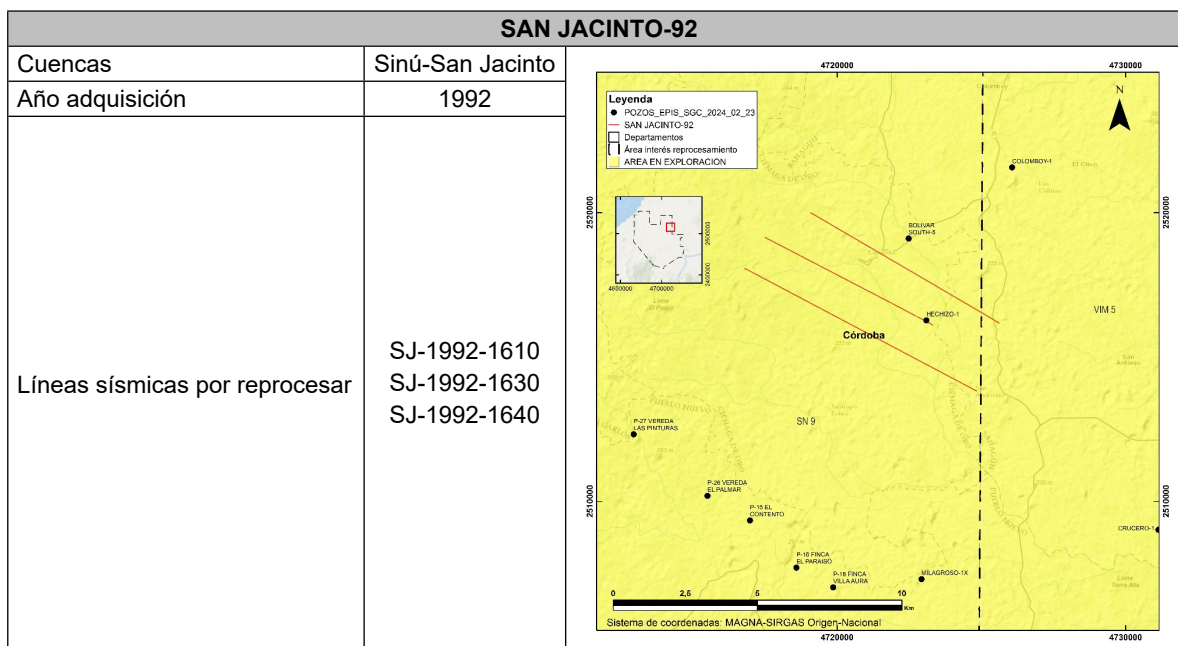 SAN JACINTO-92
Cuencas
Sinú-San Jacinto
Año adquisición
1992
Líneas sísmicas por reprocesar
SJ-1992-1610
SJ-1992-1630
SJ-1992-1640
4720000
4730000
Leyenda
POZOS_EPIS_SGC_2024_02_23
SAN JACINTO-92
Departamentos
Área interés reprocesamiento
AREA EN EXPLORACION
N
COLOMBOY-1
2520000
2520000
BOLIVAR
SOUTH-5
4600000
4700000
2500000
2400000
HECHIZO-1
VIM 5
Córdoba
SN 9
P-27 VEREDA
LAS PINTURAS
P-26 VEREDA
EL PALMAR
P-15 EL
CONTENTO
2510000
2510000
CRUCERO-1
P-16 FINCA
EL PARAISO
P-18 FINCA
VILLA AURA
MILAGROSO-1X
0
2,5
5
10
Km
Sistema de coordenadas: MAGNA-SIRGAS Origen-Nacional
4720000
4730000